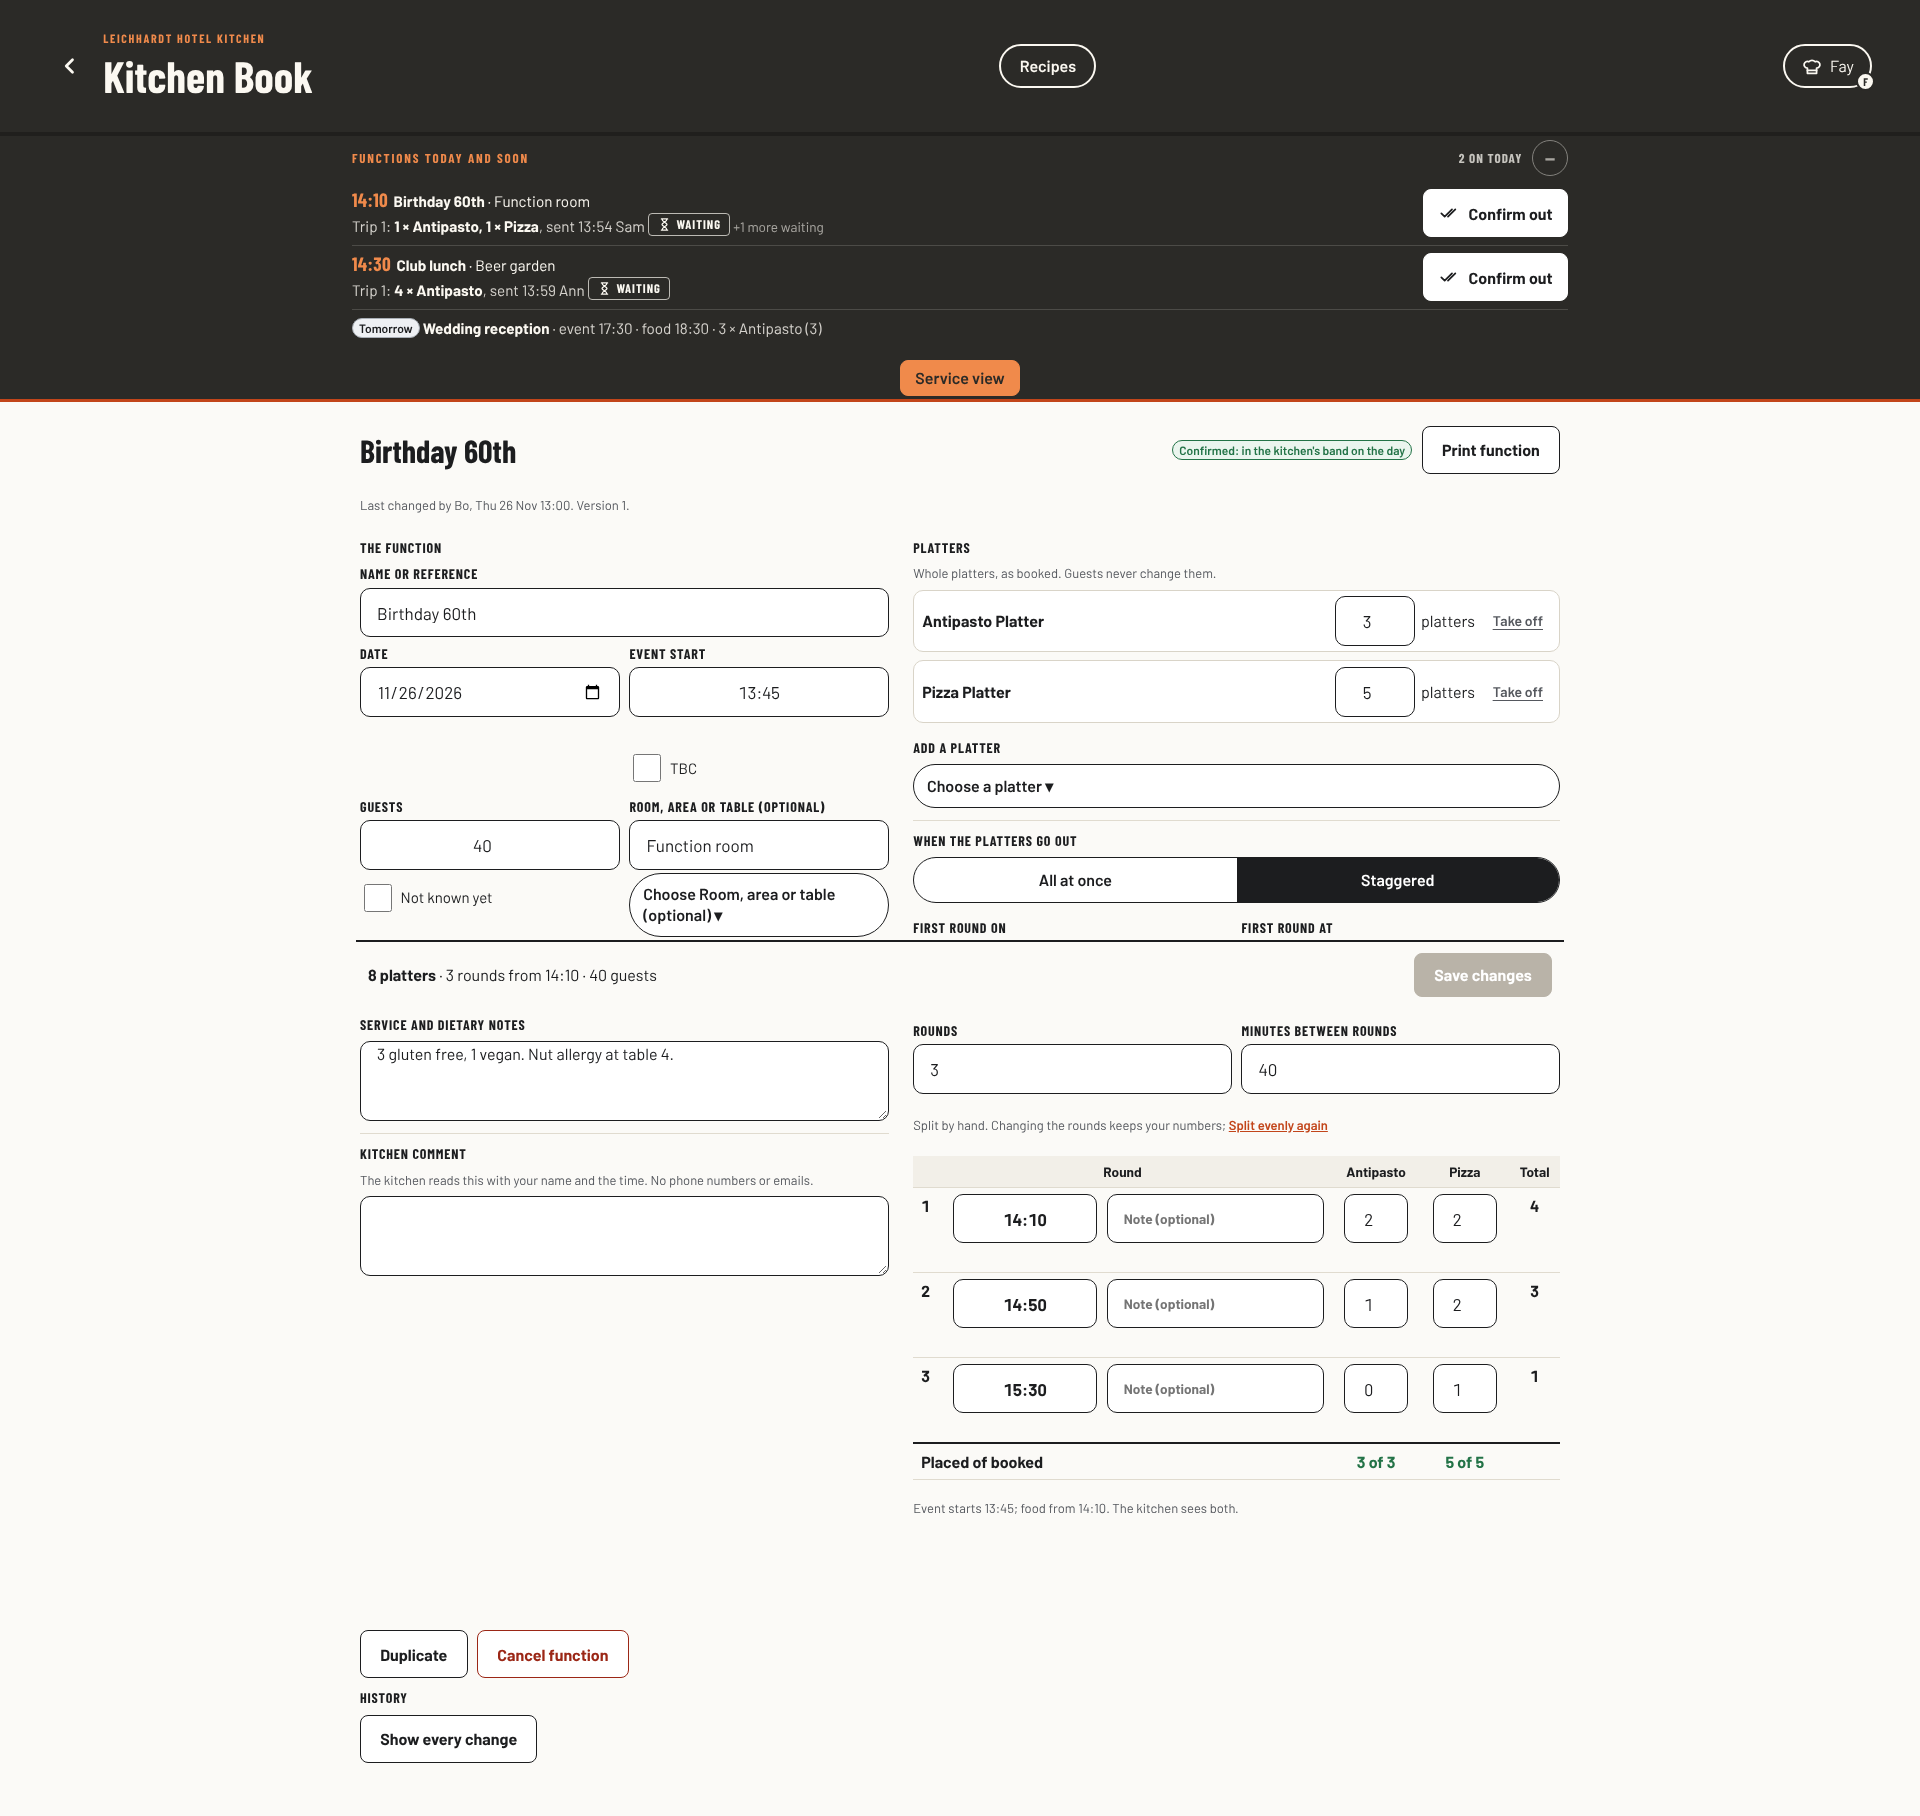 LEICHHARDT HOTEL KITCHEN
Kitchen Book
Recipes
Fay
F
FUNCTIONS TODAY AND SOON
2 ON TODAY
–
14:10 Birthday 60th · Function room
Trip 1: 1 × Antipasto, 1 × Pizza, sent 13:54 Sam WAITING +1 more waiting
Confirm out
14:30 Club lunch · Beer garden
Trip 1: 4 × Antipasto, sent 13:59 Ann WAITING
Confirm out
Tomorrow Wedding reception · event 17:30 · food 18:30 · 3 × Antipasto (3)
Service view
Birthday 60th
Confirmed: in the kitchen's band on the day
Print function
Last changed by Bo, Thu 26 Nov 13:00. Version 1.
THE FUNCTION
NAME OR REFERENCE
Birthday 60th
DATE
EVENT START
11/26/2026
13:45
TBC
GUESTS
ROOM, AREA OR TABLE (OPTIONAL)
40
Function room
Not known yet
Choose Room, area or table
(optional) ▾
PLATTERS
Whole platters, as booked. Guests never change them.
Antipasto Platter
3
platters
Take off
Pizza Platter
5
platters
Take off
ADD A PLATTER
Choose a platter ▾
WHEN THE PLATTERS GO OUT
All at once
Staggered
FIRST ROUND ON
FIRST ROUND AT
8 platters · 3 rounds from 14:10 · 40 guests
Save changes
SERVICE AND DIETARY NOTES
3 gluten free, 1 vegan. Nut allergy at table 4.
KITCHEN COMMENT
The kitchen reads this with your name and the time. No phone numbers or emails.
ROUNDS
MINUTES BETWEEN ROUNDS
3
40
Split by hand. Changing the rounds keeps your numbers; Split evenly again
Round Antipasto Pizza Total
1 14:10 Note (optional) 2 2 4
2 14:50 Note (optional) 1 2 3
3 15:30 Note (optional) 0 1 1
Placed of booked 3 of 3 5 of 5
Event starts 13:45; food from 14:10. The kitchen sees both.
Duplicate
Cancel function
HISTORY
Show every change